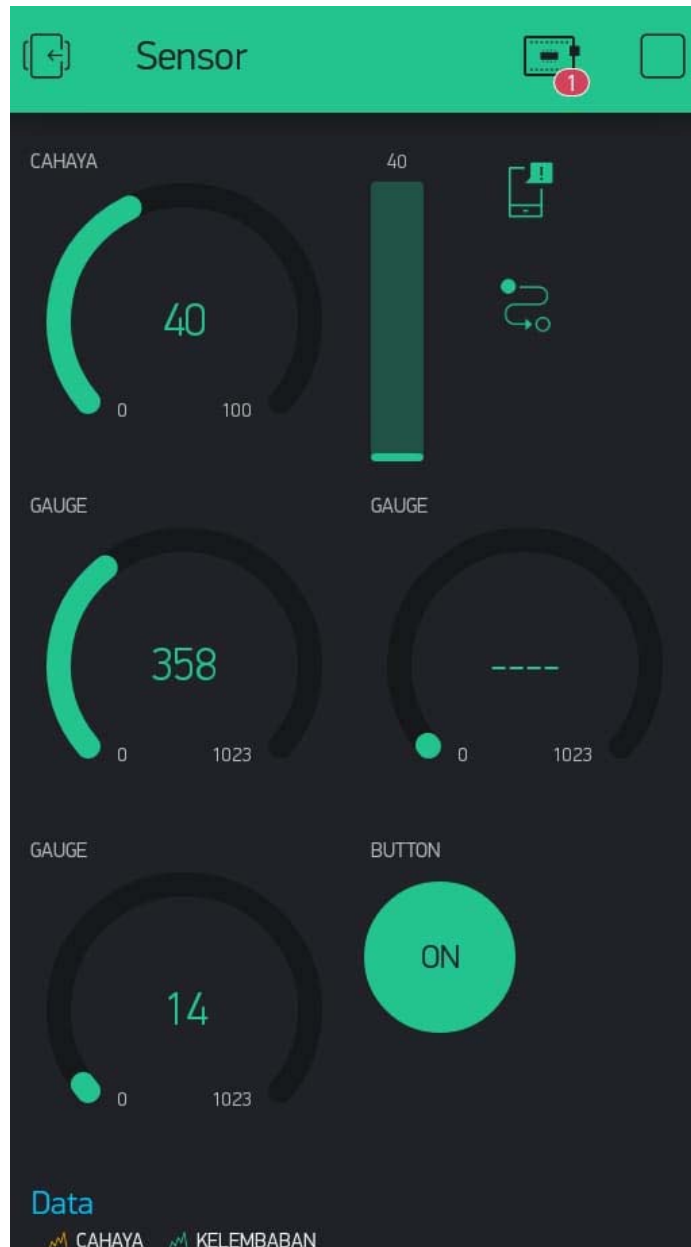 Sensor
1
CAHAYA
40
40
0 100
GAUGE
358
0 1023
GAUGE
----
0 1023
GAUGE
14
0 1023
BUTTON
ON
Data
CAHAYA KELEMBABAN